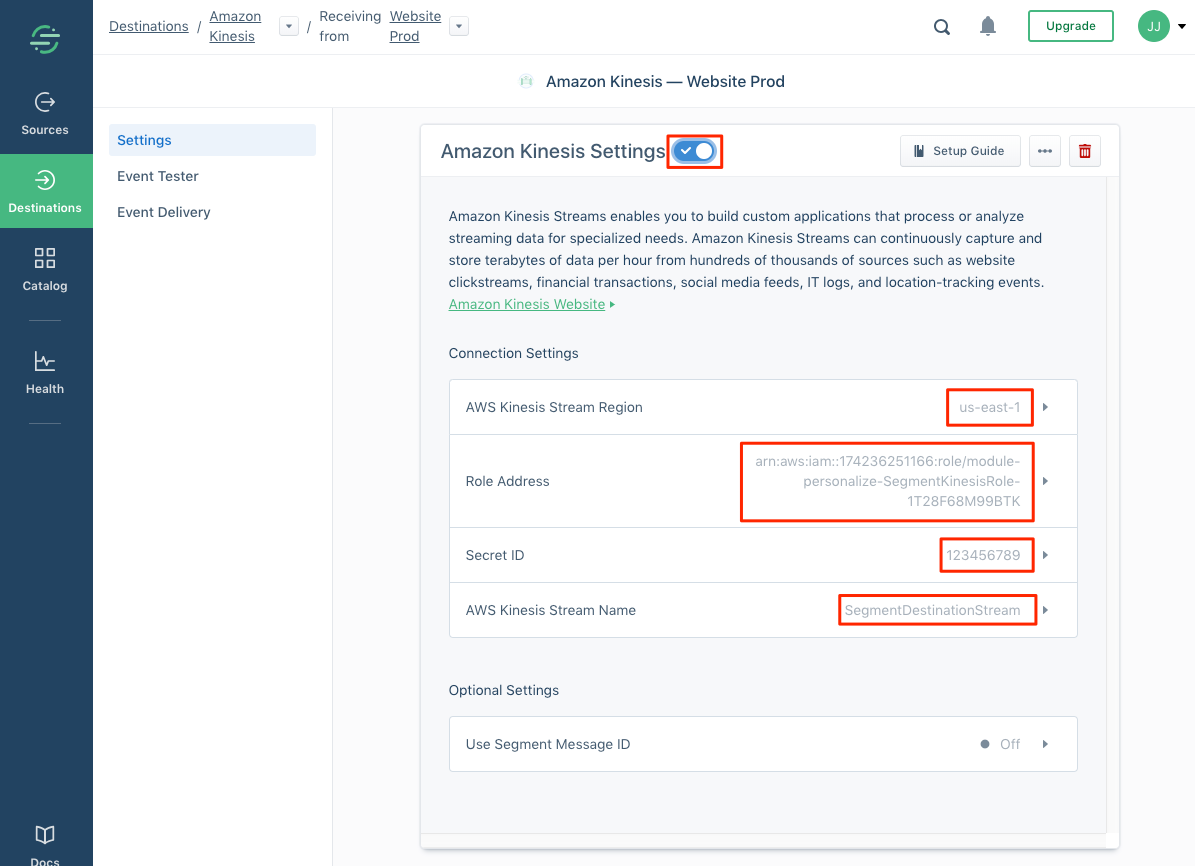 Destinations / Amazon Kinesis / Receiving from Website Prod
Upgrade
JJ
Amazon Kinesis — Website Prod
Sources
Destinations
Catalog
Health
Docs
Settings
Event Tester
Event Delivery
Amazon Kinesis Settings
Setup Guide
Amazon Kinesis Streams enables you to build custom applications that process or analyze
streaming data for specialized needs. Amazon Kinesis Streams can continuously capture and
store terabytes of data per hour from hundreds of thousands of sources such as website
clickstreams, financial transactions, social media feeds, IT logs, and location-tracking events.
Amazon Kinesis Website
Connection Settings
AWS Kinesis Stream Region
us-east-1
Role Address
arn:aws:iam::174236251166:role/module-
personalize-SegmentKinesisRole-
1T28F68M99BTK
Secret ID
123456789
AWS Kinesis Stream Name
SegmentDestinationStream
Optional Settings
Use Segment Message ID
Off